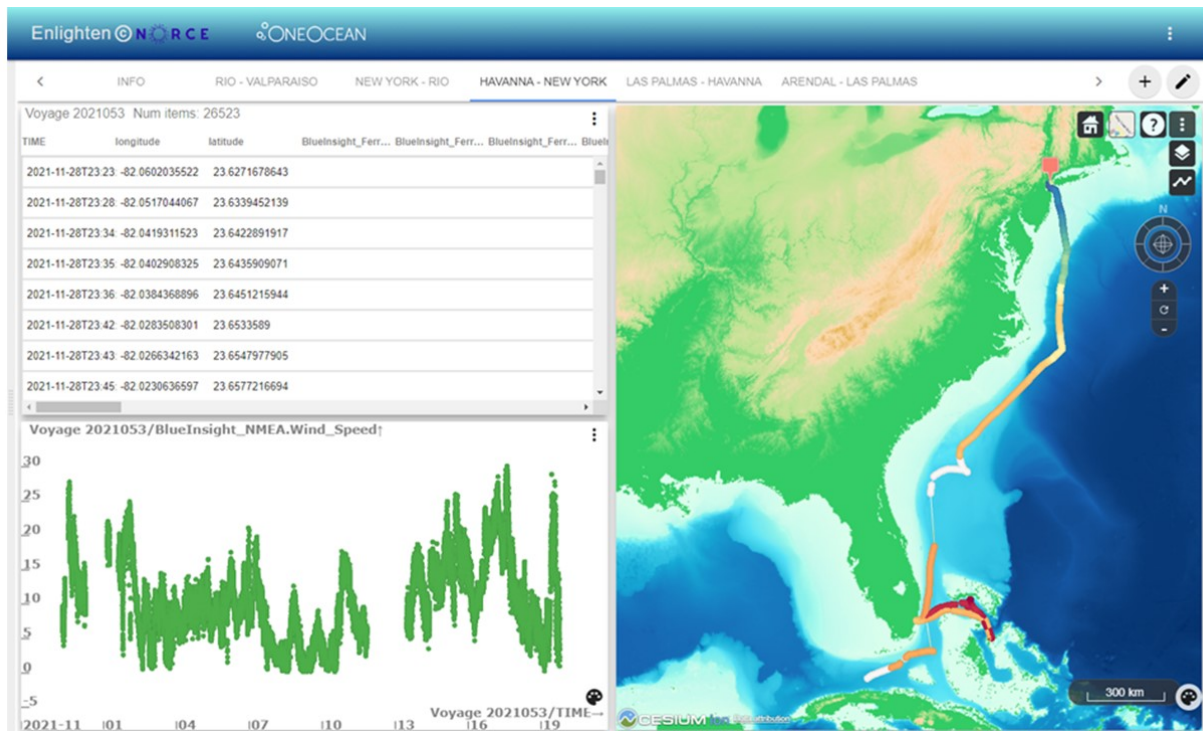 Enlighten © NORCE ONEOCEAN
< INFO RIO - VALPARAISO NEW YORK - RIO HAVANNA - NEW YORK LAS PALMAS - HAVANNA ARENDAL - LAS PALMAS > +
Voyage 2021053 Num items: 26523
TIME longitude latitude BlueInsight_Ferr... BlueInsight_Ferr... BlueInsight_Ferr... BlueI
2021-11-28T23:23: -82.0602035522 23.6271678643
2021-11-28T23:28: -82.0517044067 23.6339452139
2021-11-28T23:34: -82.0419311523 23.6422891917
2021-11-28T23:35: -82.0402908325 23.6435909071
2021-11-28T23:36: -82.0384368896 23.6451215944
2021-11-28T23:42: -82.0283508301 23.6533589
2021-11-28T23:43: -82.0266342163 23.6547977905
2021-11-28T23:45: -82.0230636597 23.6577216694
Voyage 2021053/BlueInsight_NMEA.Wind_Speed↑
30
25
20
15
10
5
0
-5
Voyage 2021053/TIME→
2021-11 01 04 07 10 13 16 19
?
N
+
-
300 km
CESIUM ion